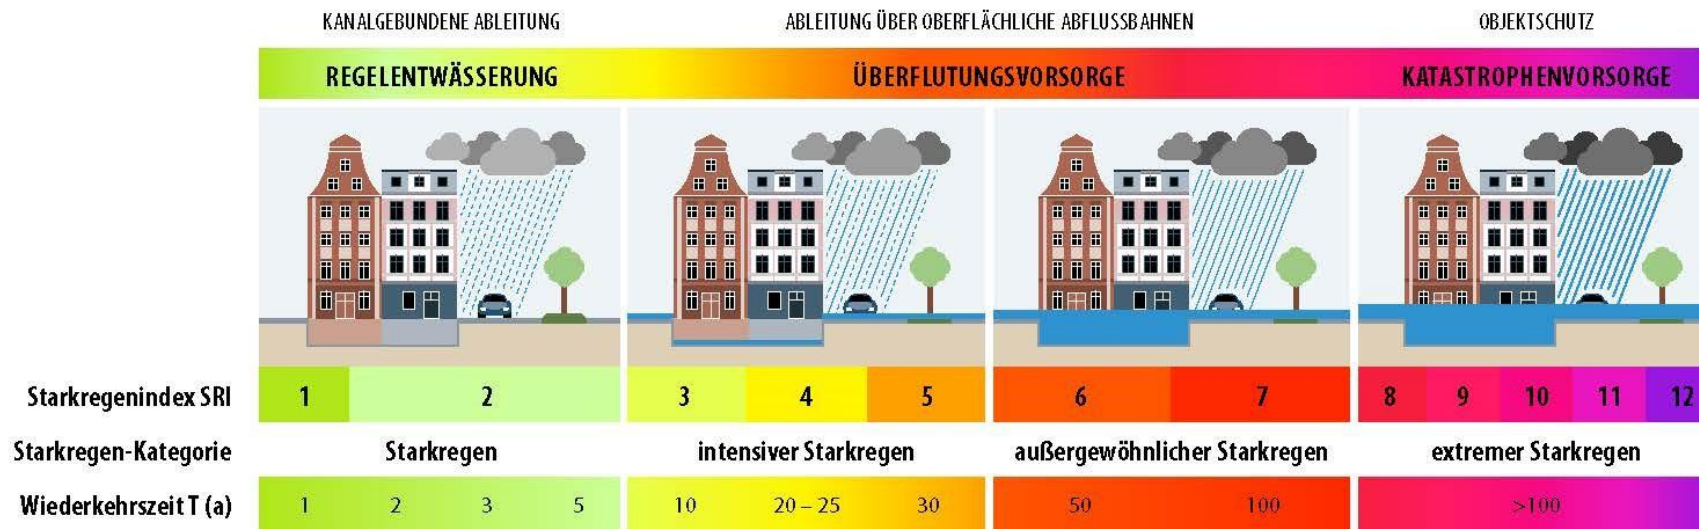 KANALGEBUNDENE ABLEITUNG ABLEITUNG ÜBER OBERFLÄCHLICHE ABFLUSSBAHNEN OBJEKTSCHUTZ
REGELENTWÄSSERUNG ÜBERFLUTUNGSVORSORGE KATASTROPHENVORSORGE
Starkregenindex SRI 1 2 3 4 5 6 7 8 9 10 11 12
Starkregen-Kategorie Starkregen intensiver Starkregen außergewöhnlicher Starkregen extremer Starkregen
Wiederkehrszeit T (a) 1 2 3 5 10 20 – 25 30 50 100 >100